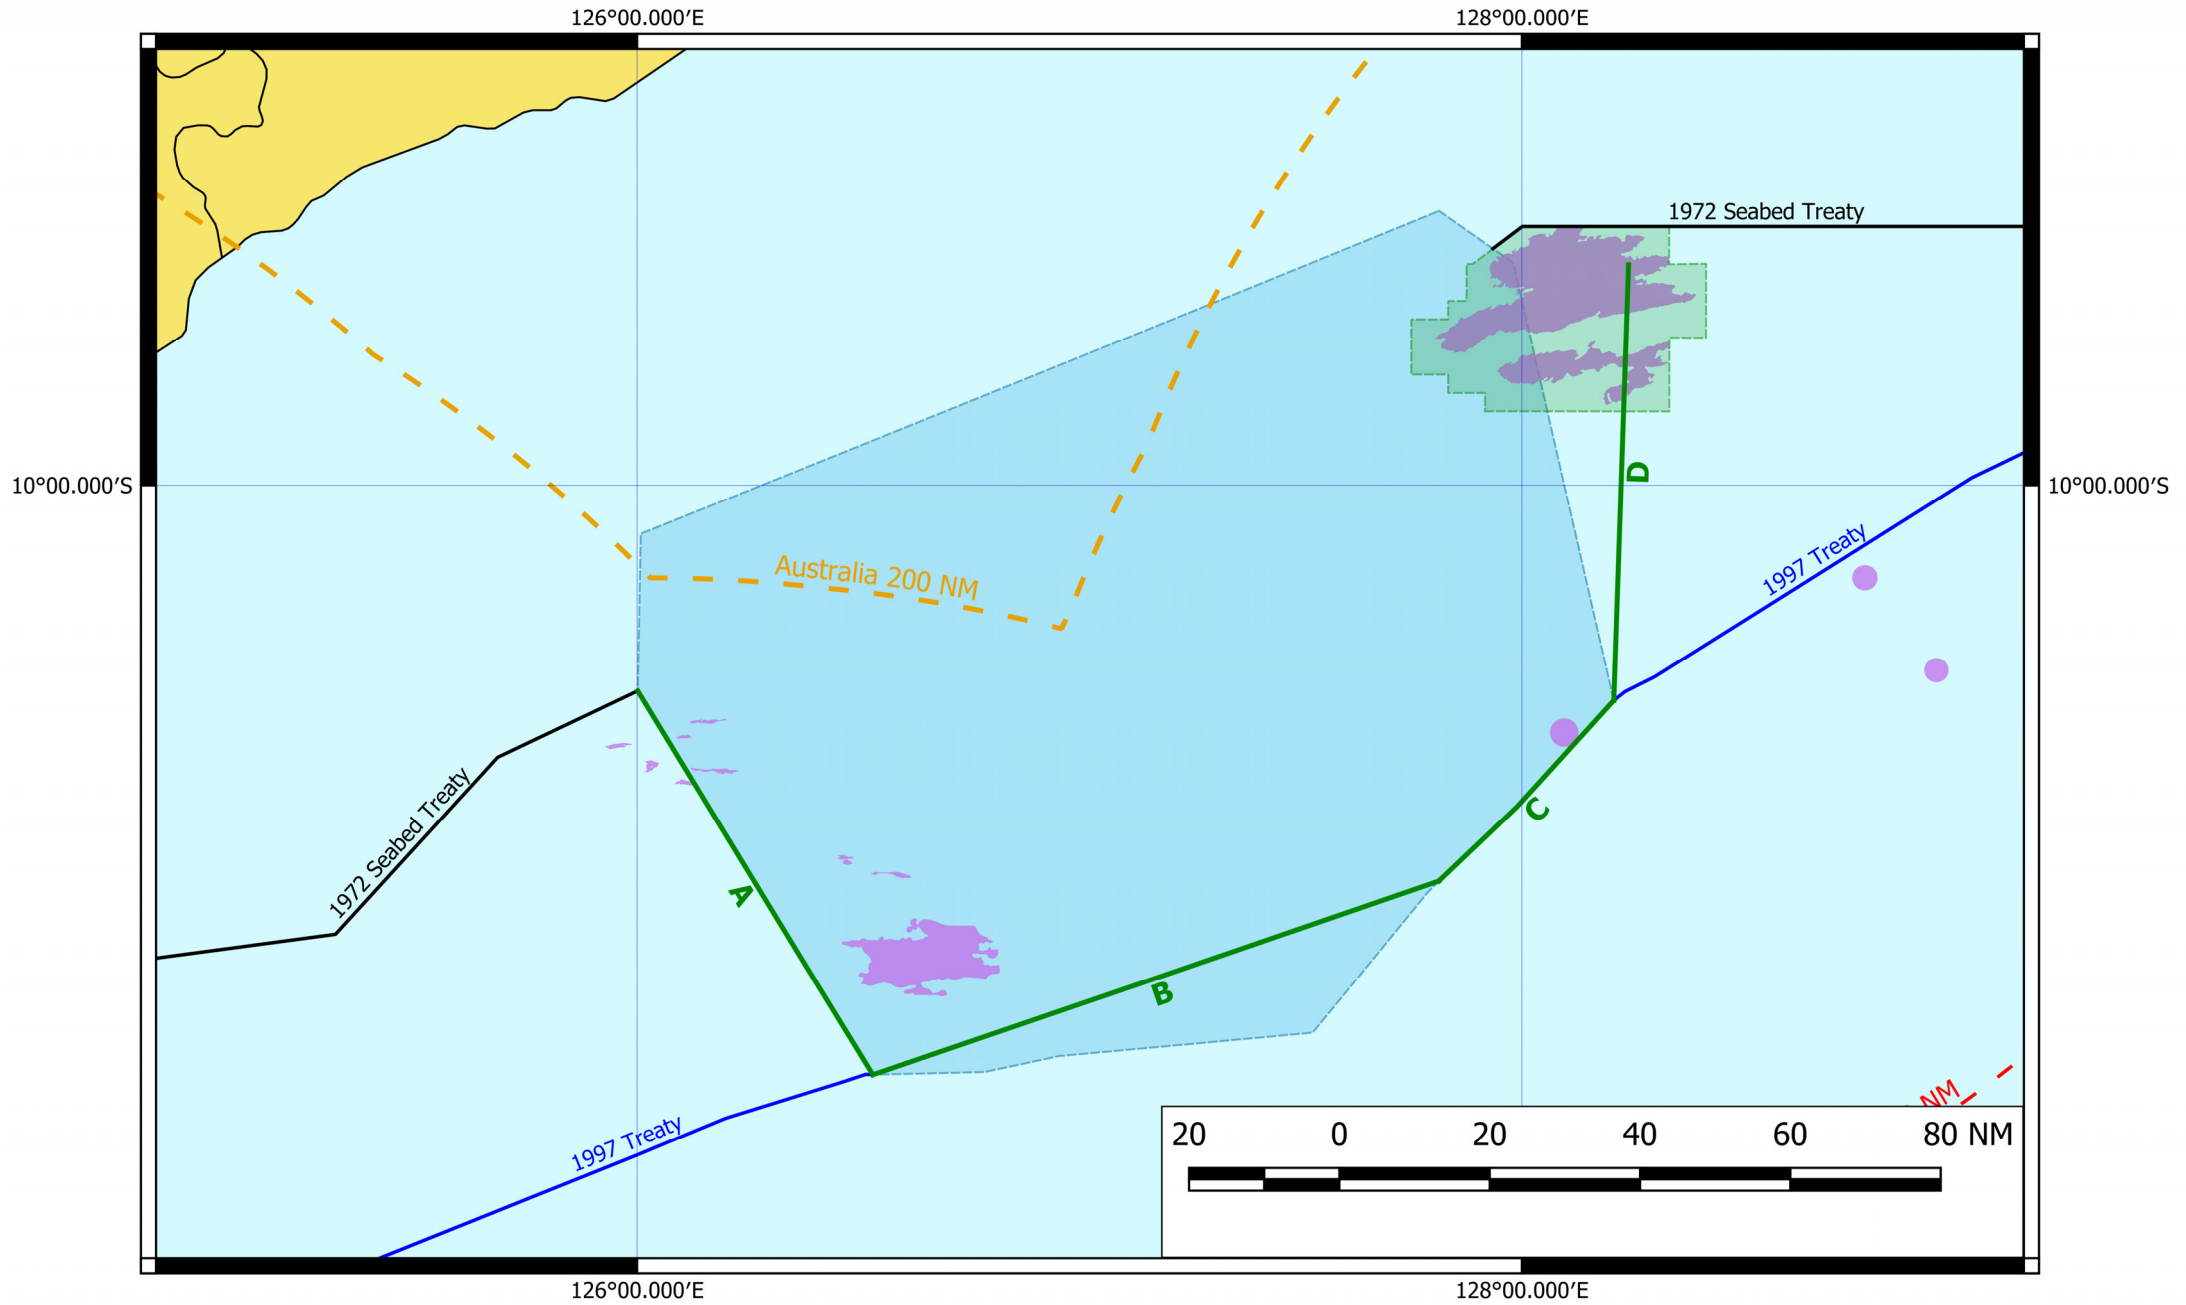 126°00.000′E
128°00.000′E
1972 Seabed Treaty
10°00.000′S
10°00.000′S
D
1997 Treaty
Australia 200 NM
1972 Seabed Treaty
C
A
B
NM
1997 Treaty
20 0 20 40 60 80 NM
126°00.000′E
128°00.000′E